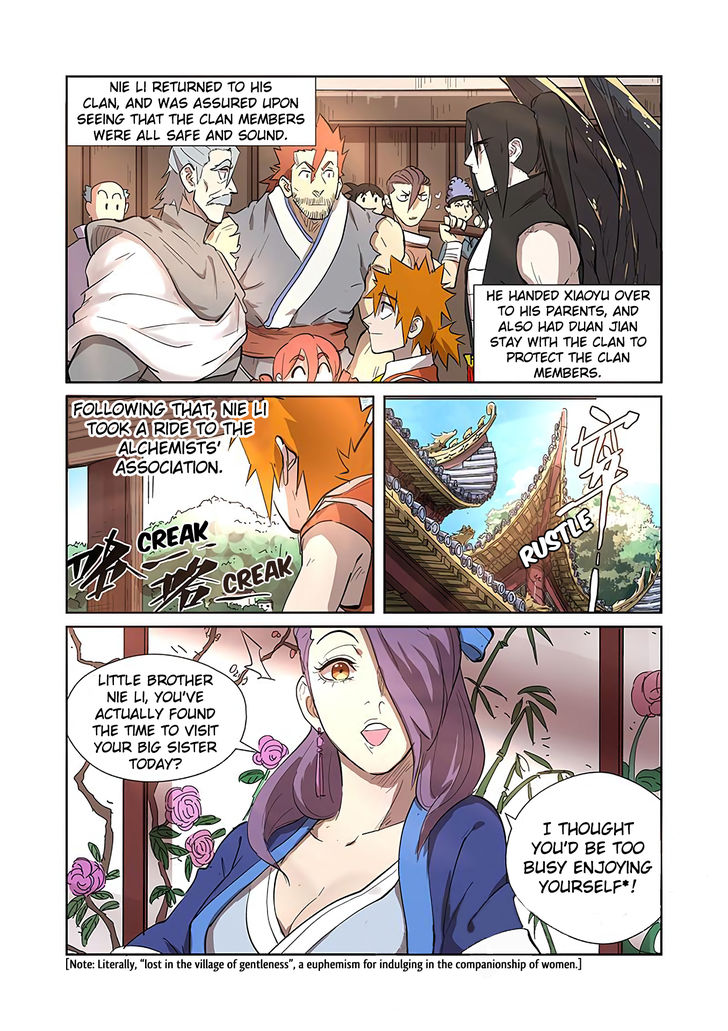 NIE LI RETURNED TO HIS
CLAN, AND WAS ASSURED UPON
SEEING THAT THE CLAN MEMBERS
WERE ALL SAFE AND SOUND.
HE HANDED XIAOYU OVER
TO HIS PARENTS, AND
ALSO HAD DUAN JIAN
STAY WITH THE CLAN TO
PROTECT THE CLAN
MEMBERS.
FOLLOWING THAT, NIE LI
TOOK A RIDE TO THE
ALCHEMISTS'
ASSOCIATION.
CREAK
CREAK
RUSTLE
LITTLE BROTHER
NIE LI, YOU'VE
ACTUALLY FOUND
THE TIME TO VISIT
YOUR BIG SISTER
TODAY?
I THOUGHT
YOU'D BE TOO
BUSY ENJOYING
YOURSELF*!
[Note: Literally, "lost in the village of gentleness", a euphemism for indulging in the companionship of women.]